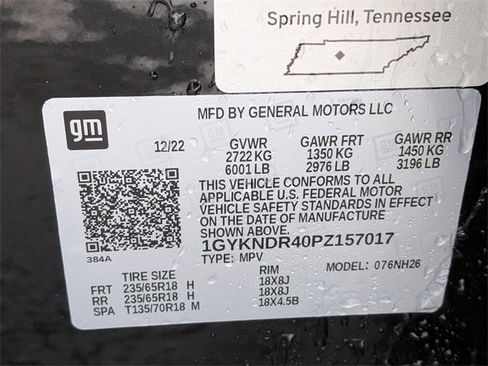 Spring Hill, Tennessee
gm
MFD BY GENERAL MOTORS LLC
12/22 GVWR GAWR FRT GAWR RR
2722 KG 1350 KG 1450 KG
6001 LB 2976 LB 3196 LB
THIS VEHICLE CONFORMS TO ALL
APPLICABLE U.S. FEDERAL MOTOR
VEHICLE SAFETY STANDARDS IN EFFECT
ON THE DATE OF MANUFACTURE
SHOWN ABOVE.
1GYKNDR40PZ157017
384A TYPE: MPV MODEL: 076NH26
TIRE SIZE RIM
FRT 235/65R18 H 18X8J
RR 235/65R18 H 18X8J
SPA T135/70R18 M 18X4.5B